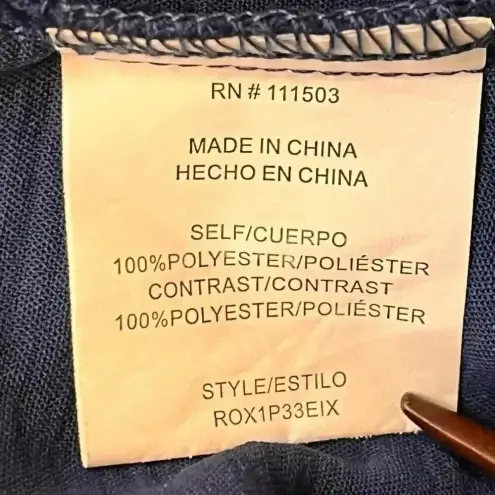 RN # 111503
MADE IN CHINA
HECHO EN CHINA
SELF/CUERPO
100%POLYESTER/POLIÉSTER
CONTRAST/CONTRAST
100%POLYESTER/POLIÉSTER
STYLE/ESTILO
ROX1P33EIX